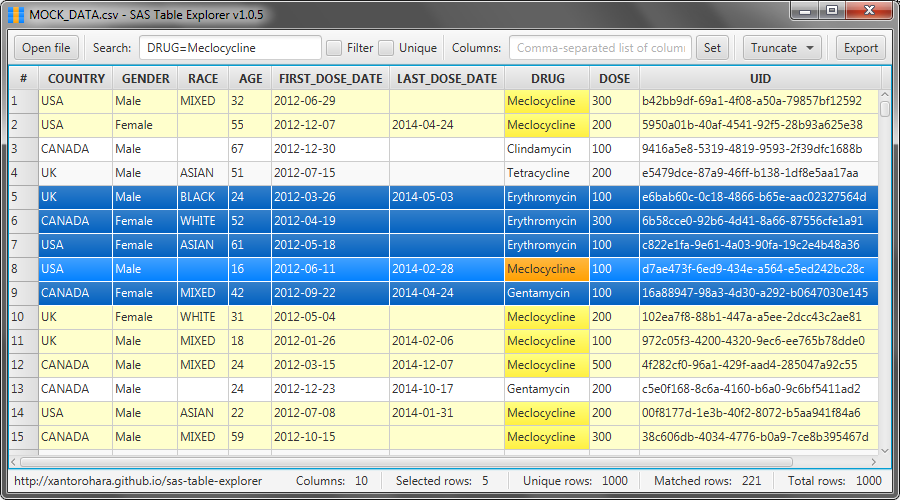 MOCK_DATA.csv - SAS Table Explorer v1.0.5
Open file Search: DRUG=Meclocycline Filter Unique Columns: Comma-separated list of colum Set Truncate Export
# COUNTRY GENDER RACE AGE FIRST_DOSE_DATE LAST_DOSE_DATE DRUG DOSE UID
1 USA Male MIXED 32 2012-06-29 Meclocycline 300 b42bb9df-69a1-4f08-a50a-79857bf12592
2 USA Female 55 2012-12-07 2014-04-24 Meclocycline 200 5950a01b-40af-4541-92f5-28b93a625e38
3 CANADA Male 67 2012-12-30 Clindamycin 100 9416a5e8-5319-4819-9593-2f39dfc1688b
4 UK Male ASIAN 51 2012-07-15 Tetracycline 200 e5479dce-87a9-46ff-b138-1df8e5aa17aa
5 UK Male BLACK 24 2012-03-26 2014-05-03 Erythromycin 100 e6bab60c-0c18-4866-b65e-aac02327564d
6 CANADA Female WHITE 52 2012-04-19 Erythromycin 300 6b58cce0-92b6-4d41-8a66-87556cfe1a91
7 USA Female ASIAN 61 2012-05-18 Erythromycin 100 c822e1fa-9e61-4a03-90fa-19c2e4b48a36
8 USA Male 16 2012-06-11 2014-02-28 Meclocycline 100 d7ae473f-6ed9-434e-a564-e5ed242bc28c
9 CANADA Female MIXED 42 2012-09-22 2014-04-24 Gentamycin 100 16a88947-98a3-4d30-a292-b0647030e145
10 UK Female WHITE 31 2012-05-04 Meclocycline 200 102ea7f8-88b1-447a-a5ee-2dcc43c2ae81
11 UK Male MIXED 18 2012-01-26 2014-02-06 Meclocycline 100 972c05f3-4200-4320-9ec6-ee765b78dde0
12 CANADA Male MIXED 24 2012-03-15 2014-12-07 Meclocycline 500 4f282cf0-96a1-429f-aad4-285047a92c55
13 CANADA Male 24 2012-12-23 2014-10-17 Gentamycin 200 c5e0f168-8c6a-4160-b6a0-9c6bf5411ad2
14 USA Male ASIAN 22 2012-07-08 2014-01-31 Meclocycline 200 00f8177d-1e3b-40f2-8072-b5aa941f84a6
15 CANADA Male MIXED 59 2012-10-15 Meclocycline 300 38c606db-4034-4776-b0a9-7ce8b395467d
http://xantorohara.github.io/sas-table-explorer Columns: 10 Selected rows: 5 Unique rows: 1000 Matched rows: 221 Total rows: 1000